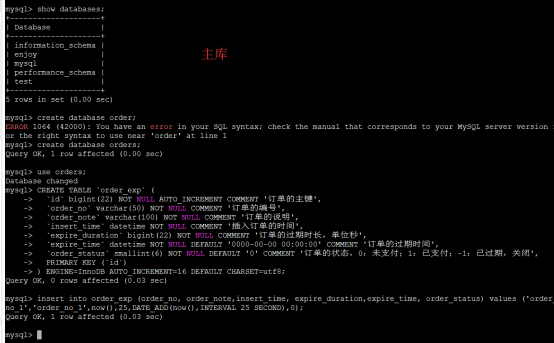 mysql> show databases;
+--------------------+
| Database           |
+--------------------+
| information_schema |
| enjoy              |
| mysql              |
| performance_schema |
| test               |
+--------------------+
主库
5 rows in set (0.00 sec)
mysql> create database order;
ERROR 1064 (42000): You have an error in your SQL syntax; check the manual that corresponds to your MySQL server version
or the right syntax to use near 'order' at line 1
mysql> create database orders;
Query OK, 1 row affected (0.00 sec)
mysql> use orders;
Database changed
mysql> CREATE TABLE `order_exp` (
-> `id` bigint(22) NOT NULL AUTO_INCREMENT COMMENT '订单的主键',
-> `order_no` varchar(50) NOT NULL COMMENT '订单的编号',
-> `order_note` varchar(100) NOT NULL COMMENT '订单的说明',
-> `insert_time` datetime NOT NULL COMMENT '插入订单的时间',
-> `expire_duration` bigint(22) NOT NULL COMMENT '订单的过期时长，单位秒',
-> `expire_time` datetime NOT NULL DEFAULT '0000-00-00 00:00:00' COMMENT '订单的过期时间',
-> `order_status` smallint(6) NOT NULL DEFAULT '0' COMMENT '订单的状态，0：未支付；1：已支付；-1：已过期，关闭',
-> PRIMARY KEY (`id`)
-> ) ENGINE=InnoDB AUTO_INCREMENT=16 DEFAULT CHARSET=utf8;
Query OK, 0 rows affected (0.03 sec)
mysql> insert into order_exp (order_no, order_note,insert_time, expire_duration,expire_time, order_status) values ('order_
no_1','order_no_1',now(),25,DATE_ADD(now(),INTERVAL 25 SECOND),0);
Query OK, 1 row affected (0.03 sec)
mysql>